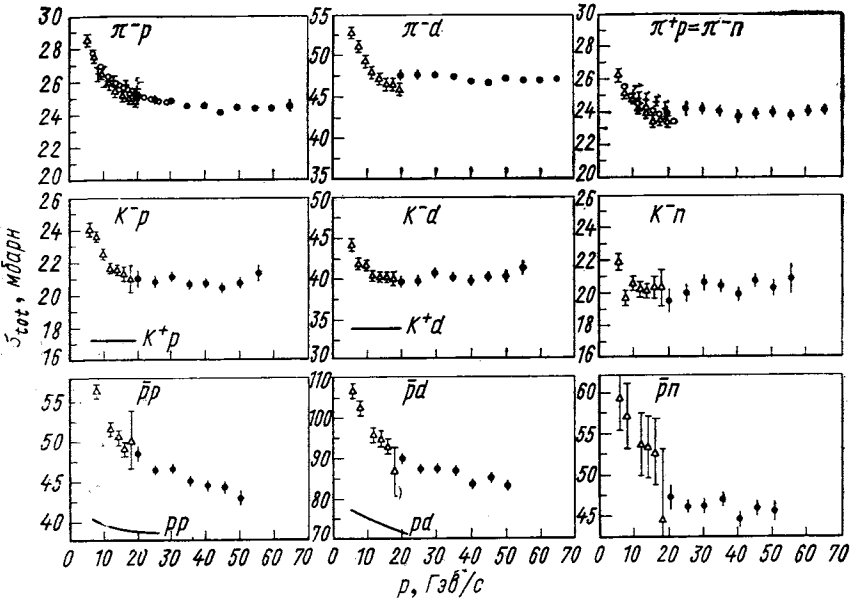 30 π⁻p 55 π⁻d 30 π⁺p=π⁻n
28 50 28
26 26
24 45 24
22 40 22
20 35 20
26 K⁻p 50 K⁻d 26 K⁻n
24 45 24
22 22
20 40 20
18 35 18
16 K⁺p 30 K⁺d 16
σtot, мбарн
55 p̄p 110 p̄d 60 p̄n
50 100 55
45 90 50
40 80 45
pp 70 pd
0 10 20 30 40 50 60 0 10 20 30 40 50 60 0 10 20 30 40 50 60 70
p, Гэв/с